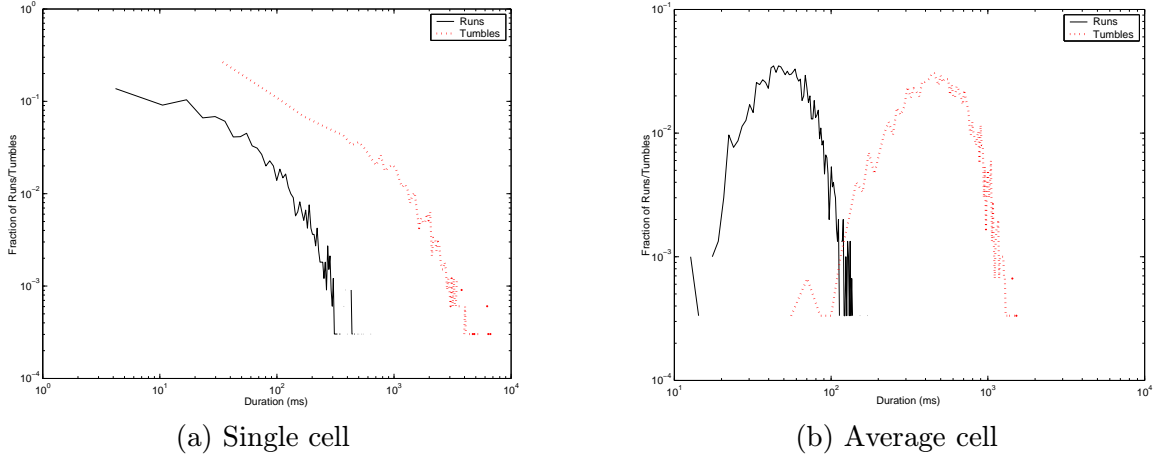 10^0
10^-1
10^-2
10^-3
10^-4
Fraction of Runs/Tumbles
10^0 10^1 10^2 10^3 10^4
Duration (ms)
Runs
Tumbles
(a) Single cell
10^-1
10^-2
10^-3
10^-4
Fraction of Runs/Tumbles
10^1 10^2 10^3 10^4
Duration (ms)
Runs
Tumbles
(b) Average cell